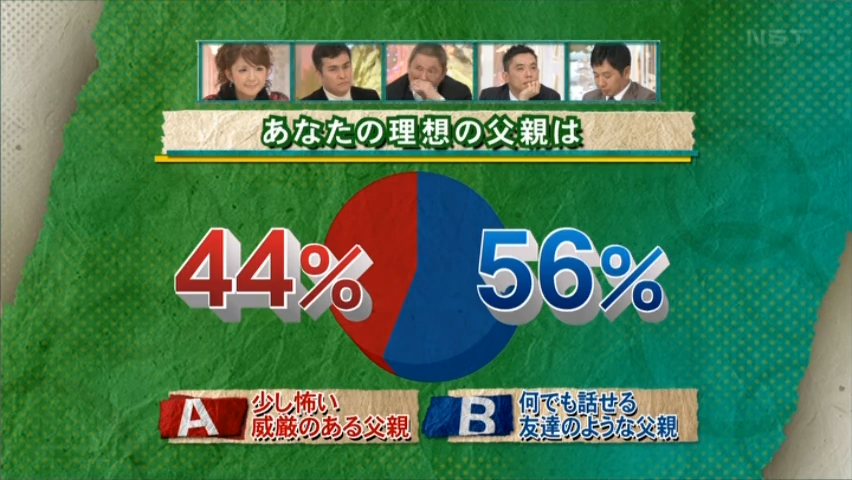 NST
あなたの理想の父親は
44%
56%
A
少し怖い
威厳のある父親
B
何でも話せる
友達のような父親